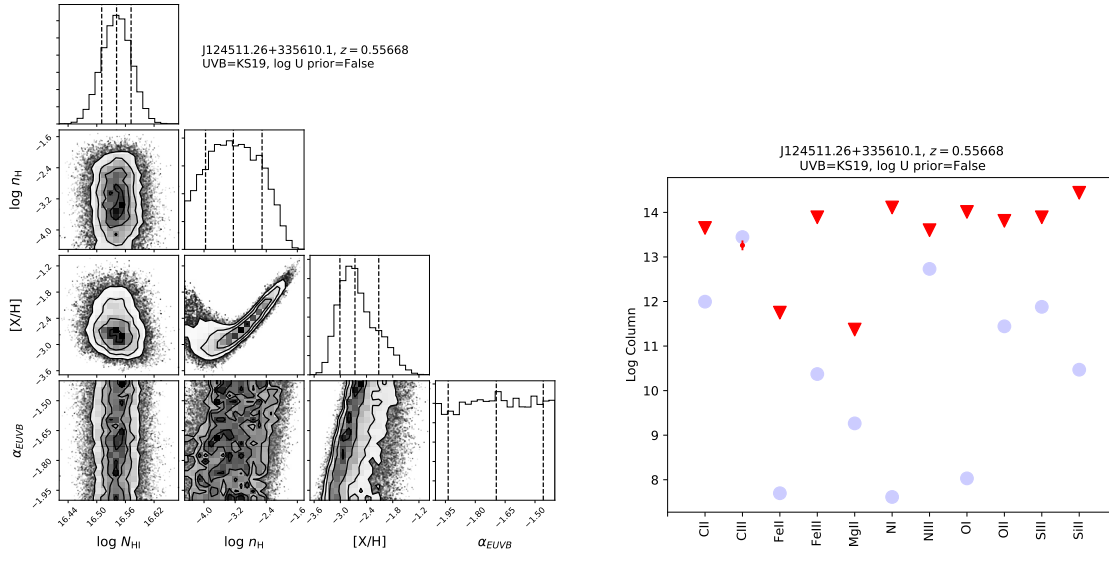 J124511.26+335610.1, z = 0.55668
UVB=KS19, log U prior=False
log n_H
−1.6
−2.4
−3.2
−4.0
[X/H]
−1.2
−1.8
−2.4
−3.0
−3.6
α_EUVB
−1.50
−1.65
−1.80
−1.95
16.44 16.50 16.56 16.62
−4.0 −3.2 −2.4 −1.6
−3.6 −3.0 −2.4 −1.8 −1.2
−1.95 −1.80 −1.65 −1.50
log N_HI
log n_H
[X/H]
α_EUVB
J124511.26+335610.1, z = 0.55668
UVB=KS19, log U prior=False
Log Column
14
13
12
11
10
9
8
CII CIII FeII FeIII MgII NI NIII OI OII SIII SiII